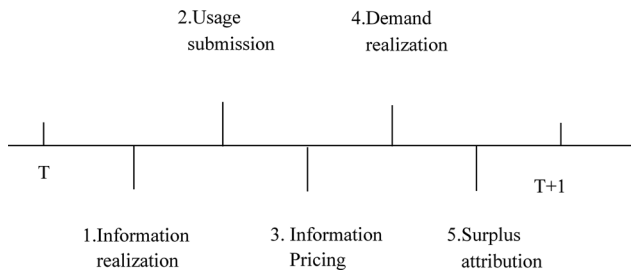 2.Usage
submission
4.Demand
realization
T
T+1
1.Information
realization
3. Information
Pricing
5.Surplus
attribution